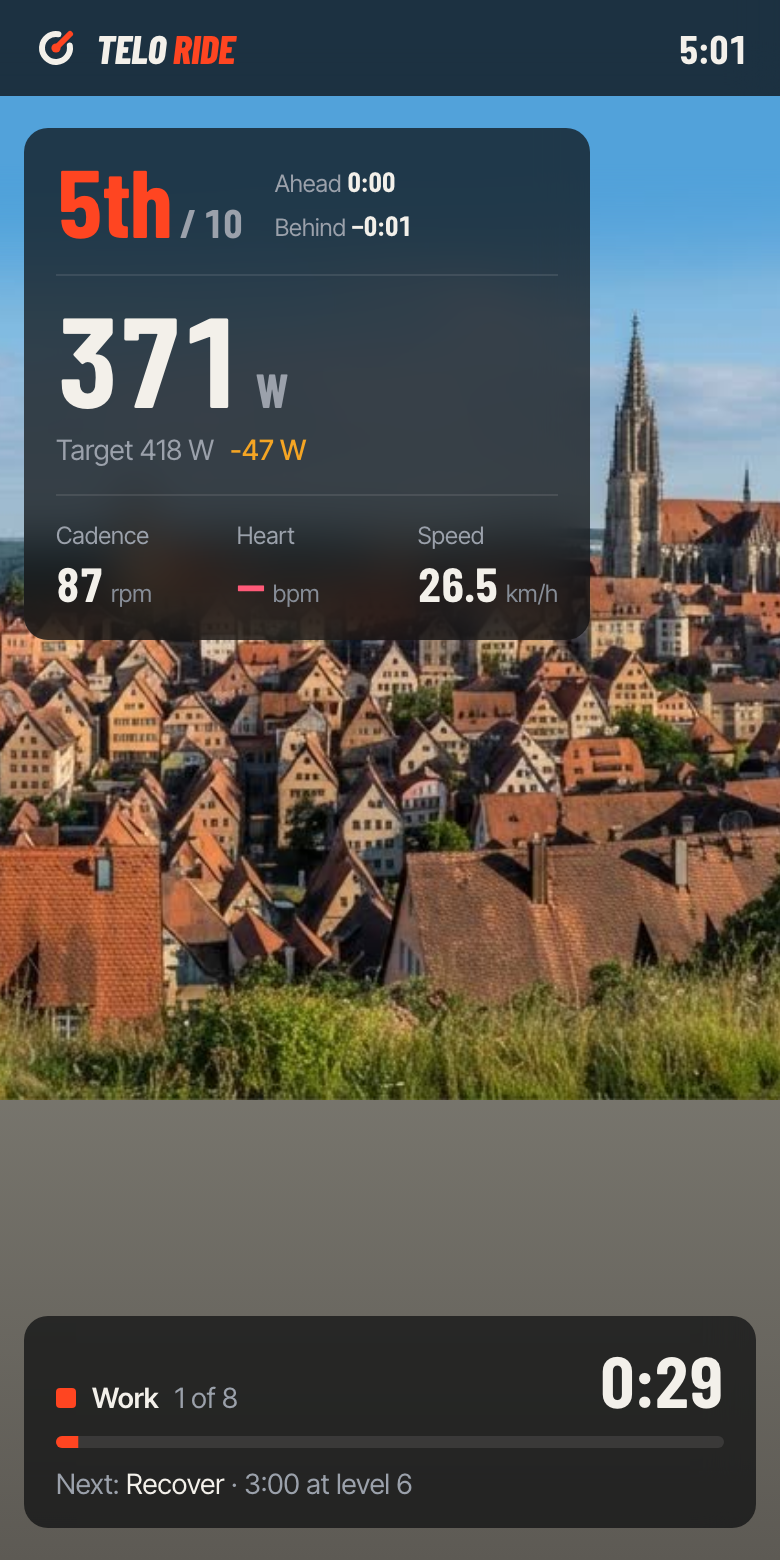 TELO RIDE
5:01
5th / 10
Ahead 0:00
Behind −0:01
371 W
Target 418 W -47 W
Cadence Heart Speed
87 rpm – bpm 26.5 km/h
Work 1 of 8
0:29
Next: Recover · 3:00 at level 6